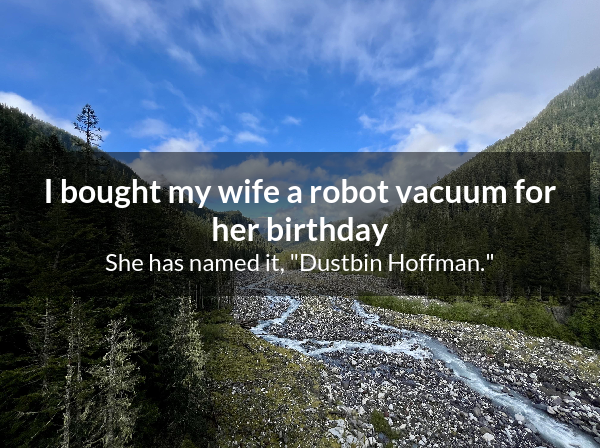 I bought my wife a robot vacuum for
her birthday
She has named it, "Dustbin Hoffman."